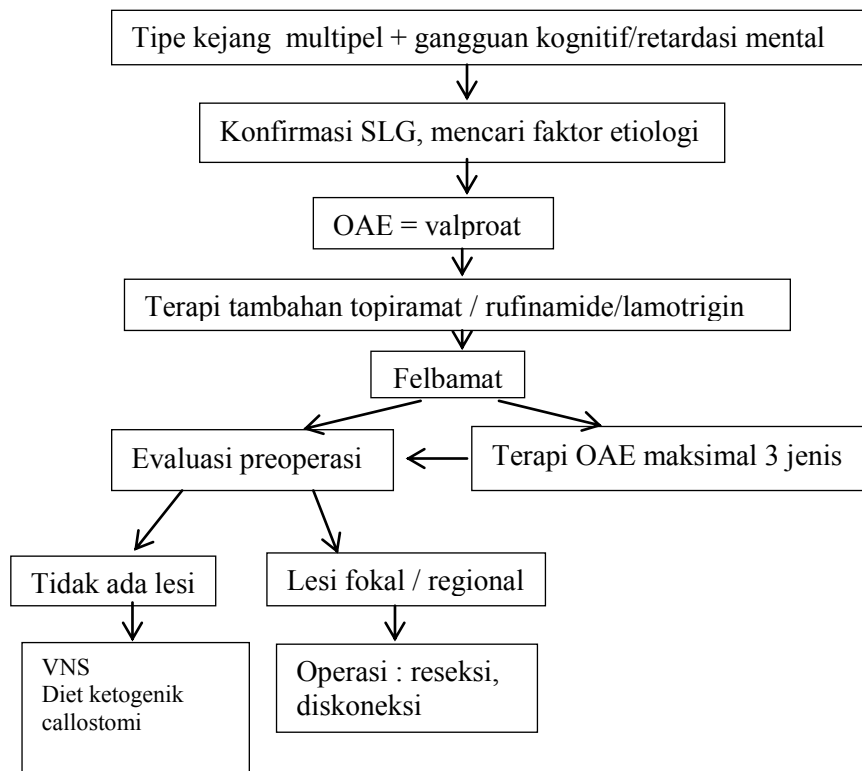 Tipe kejang multipel + gangguan kognitif/retardasi mental
Konfirmasi SLG, mencari faktor etiologi
OAE = valproat
Terapi tambahan topiramat / rufinamide/lamotrigin
Felbamat
Evaluasi preoperasi
Terapi OAE maksimal 3 jenis
Tidak ada lesi
Lesi fokal / regional
VNS
Diet ketogenik
callostomi
Operasi : reseksi,
diskoneksi